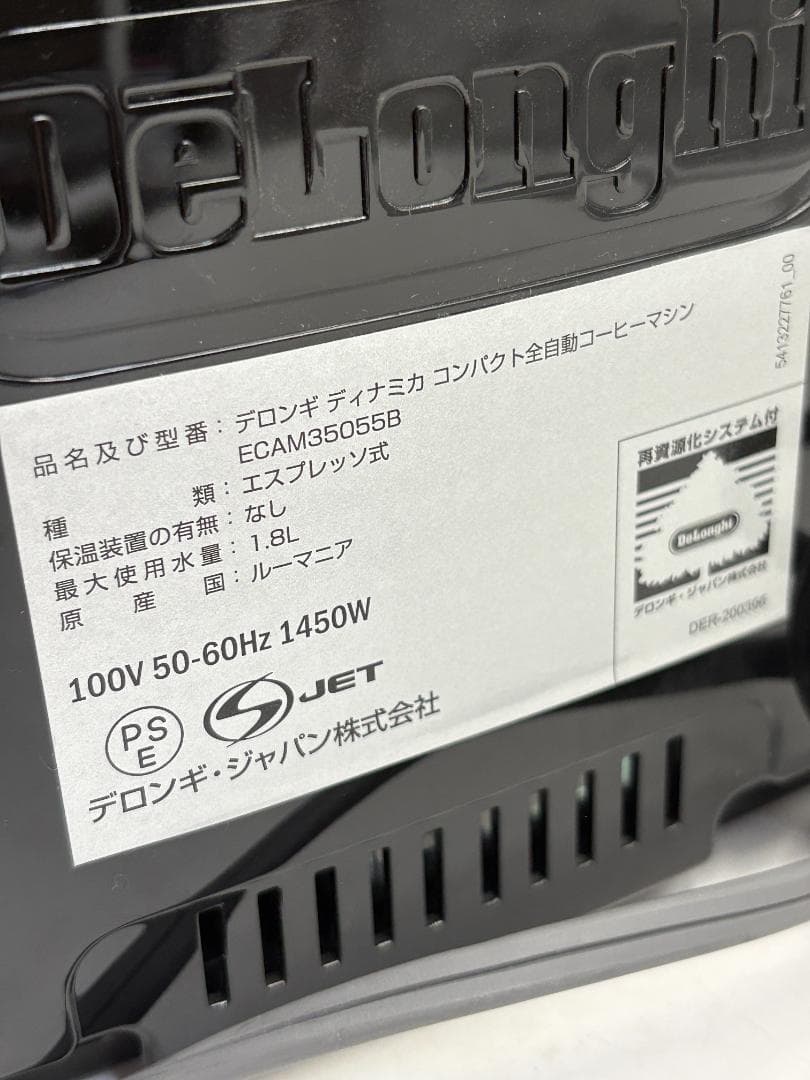 DeLonghi
5413227761_00
品名及び型番：デロンギ ディナミカ コンパクト全自動コーヒーマシン
ECAM35055B
種類：エスプレッソ式
保温装置の有無：なし
最大使用水量：1.8L
原産国：ルーマニア
100V 50-60Hz 1450W
PS
E
JET
デロンギ・ジャパン株式会社
再資源化システム付
DeLonghi
デロンギ・ジャパン株式会社
DER-200396